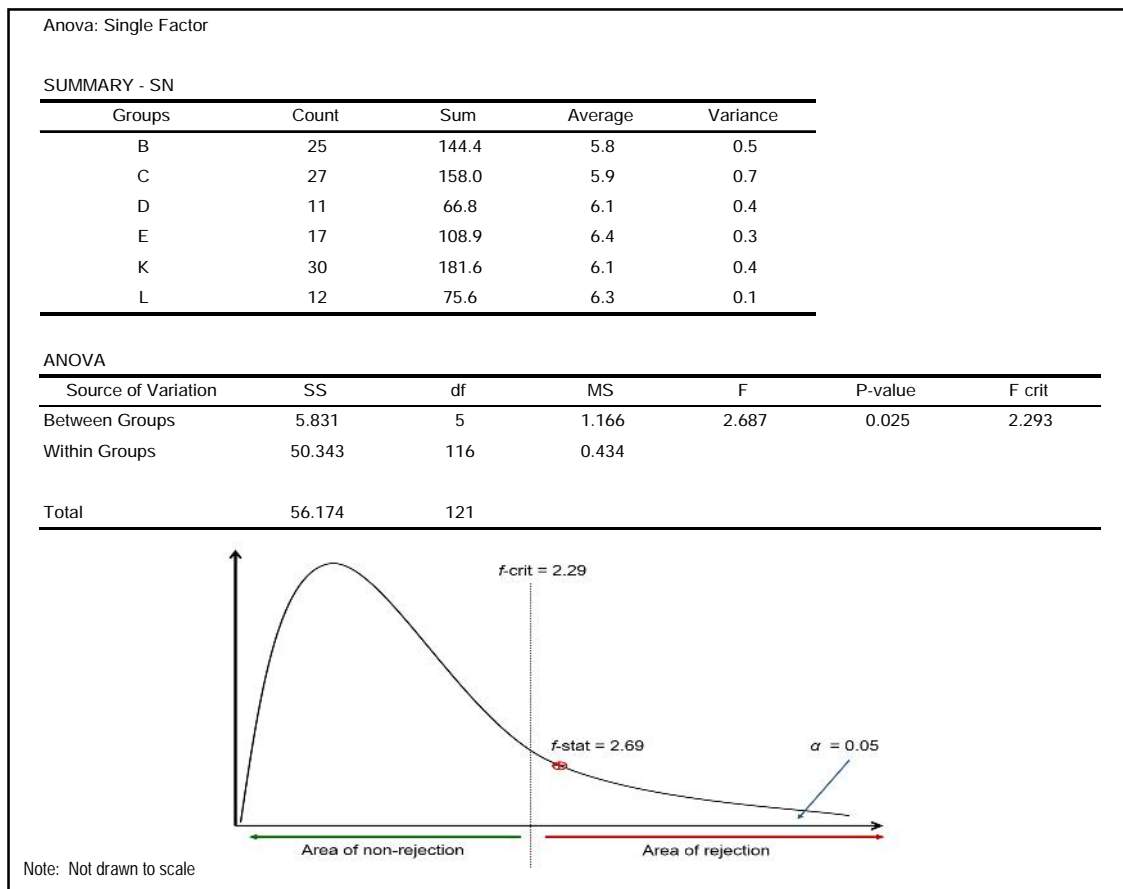 Anova: Single Factor
SUMMARY - SN
Groups Count Sum Average Variance
B 25 144.4 5.8 0.5
C 27 158.0 5.9 0.7
D 11 66.8 6.1 0.4
E 17 108.9 6.4 0.3
K 30 181.6 6.1 0.4
L 12 75.6 6.3 0.1
ANOVA
Source of Variation SS df MS F P-value F crit
Between Groups 5.831 5 1.166 2.687 0.025 2.293
Within Groups 50.343 116 0.434
Total 56.174 121
f-crit = 2.29
f-stat = 2.69 α = 0.05
Area of non-rejection Area of rejection
Note: Not drawn to scale